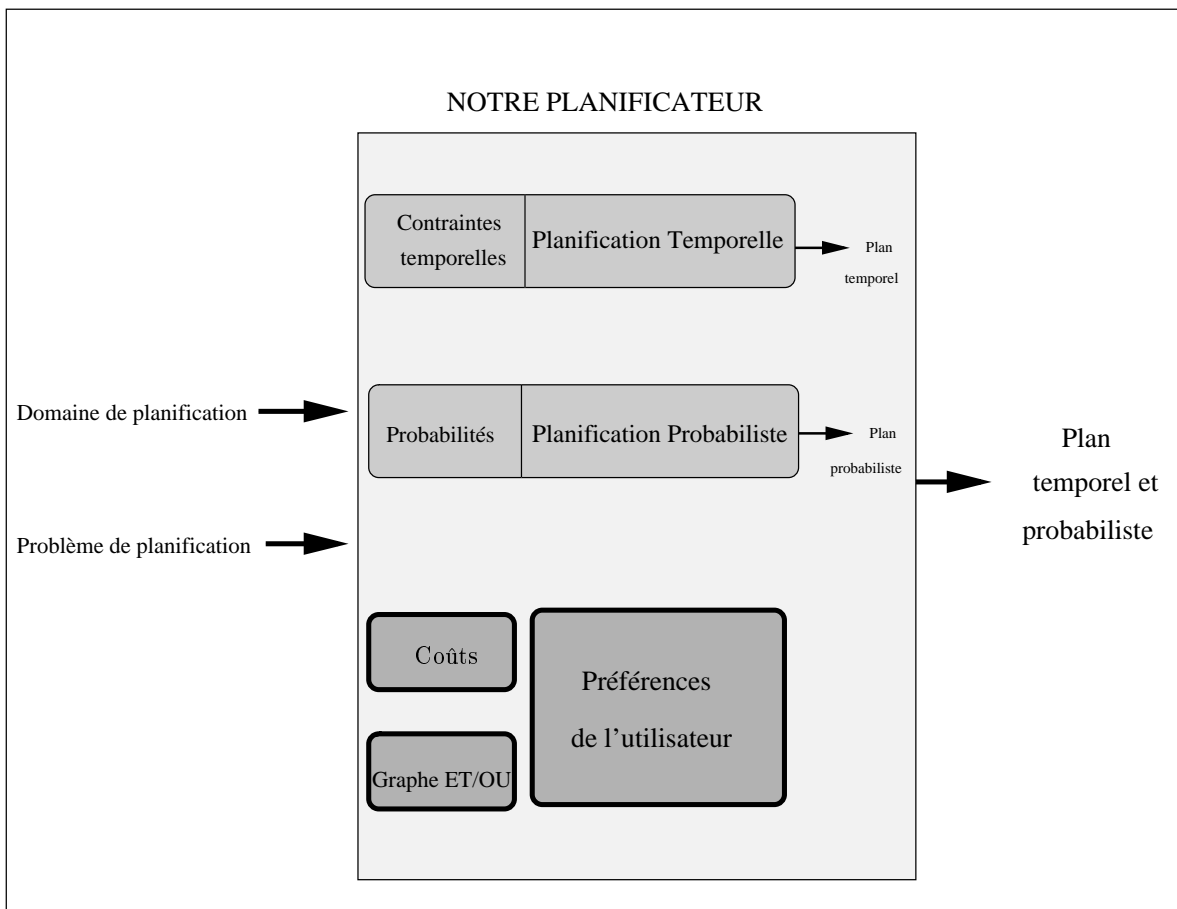 NOTRE PLANIFICATEUR
Contraintes
temporelles
Planification Temporelle
Plan
temporel
Domaine de planification
Probabilités
Planification Probabiliste
Plan
probabiliste
Plan
temporel et
probabiliste
Problème de planification
Coûts
Préférences
de l’utilisateur
Graphe ET/OU